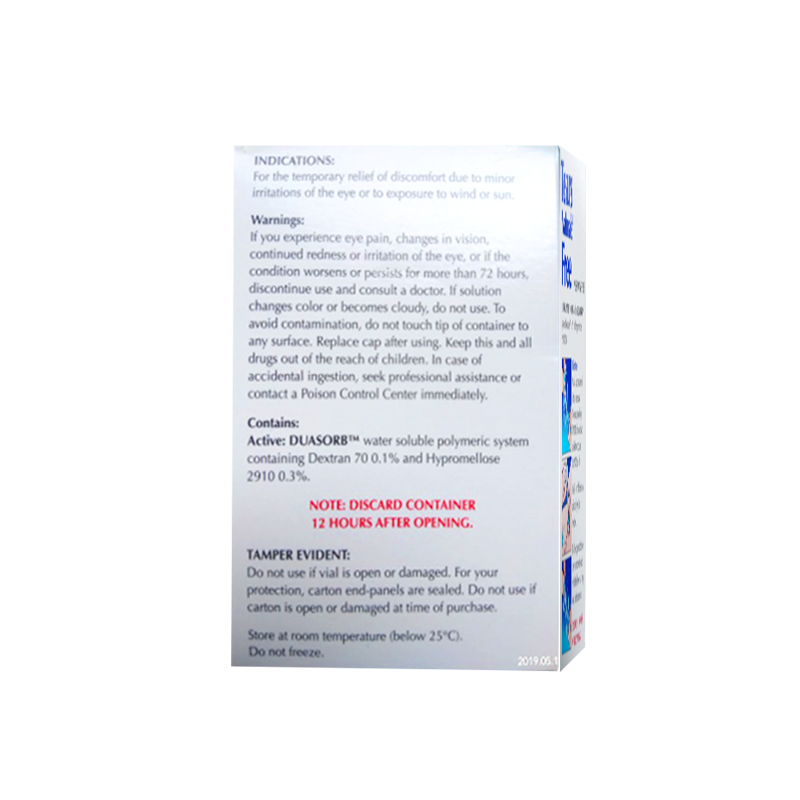 INDICATIONS:
For the temporary relief of discomfort due to minor
irritations of the eye or to exposure to wind or sun.
Warnings:
If you experience eye pain, changes in vision,
continued redness or irritation of the eye, or if the
condition worsens or persists for more than 72 hours,
discontinue use and consult a doctor. If solution
changes color or becomes cloudy, do not use. To
avoid contamination, do not touch tip of container to
any surface. Replace cap after using. Keep this and all
drugs out of the reach of children. In case of
accidental ingestion, seek professional assistance or
contact a Poison Control Center immediately.
Contains:
Active: DUASORB™ water soluble polymeric system
containing Dextran 70 0.1% and Hypromellose
2910 0.3%.
NOTE: DISCARD CONTAINER
12 HOURS AFTER OPENING.
TAMPER EVIDENT:
Do not use if vial is open or damaged. For your
protection, carton end-panels are sealed. Do not use if
carton is open or damaged at time of purchase.
Store at room temperature (below 25°C).
Do not freeze.
2019.05.1
Tears
Free